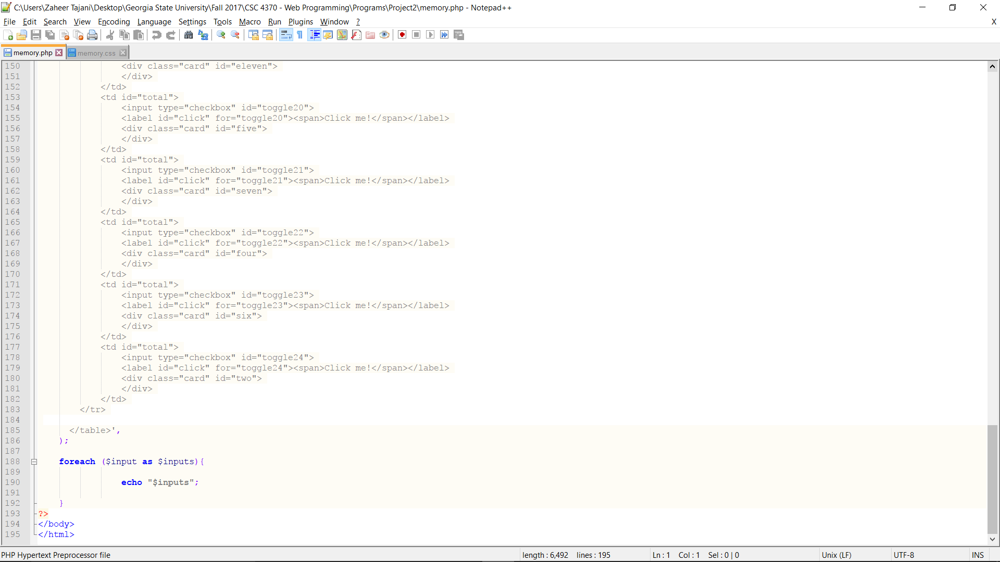 C:\Users\Zaheer Tajani\Desktop\Georgia State University\Fall 2017\CSC 4370 - Web Programming\Programs\Project2\memory.php - Notepad++
File Edit Search View Encoding Language Settings Tools Macro Run Plugins Window ? X
memory.php memory.css
150 <div class="card" id="eleven">
151 </div>
152 </td>
153 <td id="total">
154 <input type="checkbox" id="toggle20">
155 <label id="click" for="toggle20"><span>Click me!</span></label>
156 <div class="card" id="five">
157 </div>
158 </td>
159 <td id="total">
160 <input type="checkbox" id="toggle21">
161 <label id="click" for="toggle21"><span>Click me!</span></label>
162 <div class="card" id="seven">
163 </div>
164 </td>
165 <td id="total">
166 <input type="checkbox" id="toggle22">
167 <label id="click" for="toggle22"><span>Click me!</span></label>
168 <div class="card" id="four">
169 </div>
170 </td>
171 <td id="total">
172 <input type="checkbox" id="toggle23">
173 <label id="click" for="toggle23"><span>Click me!</span></label>
174 <div class="card" id="six">
175 </div>
176 </td>
177 <td id="total">
178 <input type="checkbox" id="toggle24">
179 <label id="click" for="toggle24"><span>Click me!</span></label>
180 <div class="card" id="two">
181 </div>
182 </td>
183 </tr>
184
185 </table>',
186 );
187
188 foreach ($input as $inputs){
189
190 echo "$inputs";
191
192 }
193 ?>
194 </body>
195 </html>
PHP Hypertext Preprocessor file length : 6,492 lines : 195 Ln : 1 Col : 1 Sel : 0 | 0 Unix (LF) UTF-8 INS